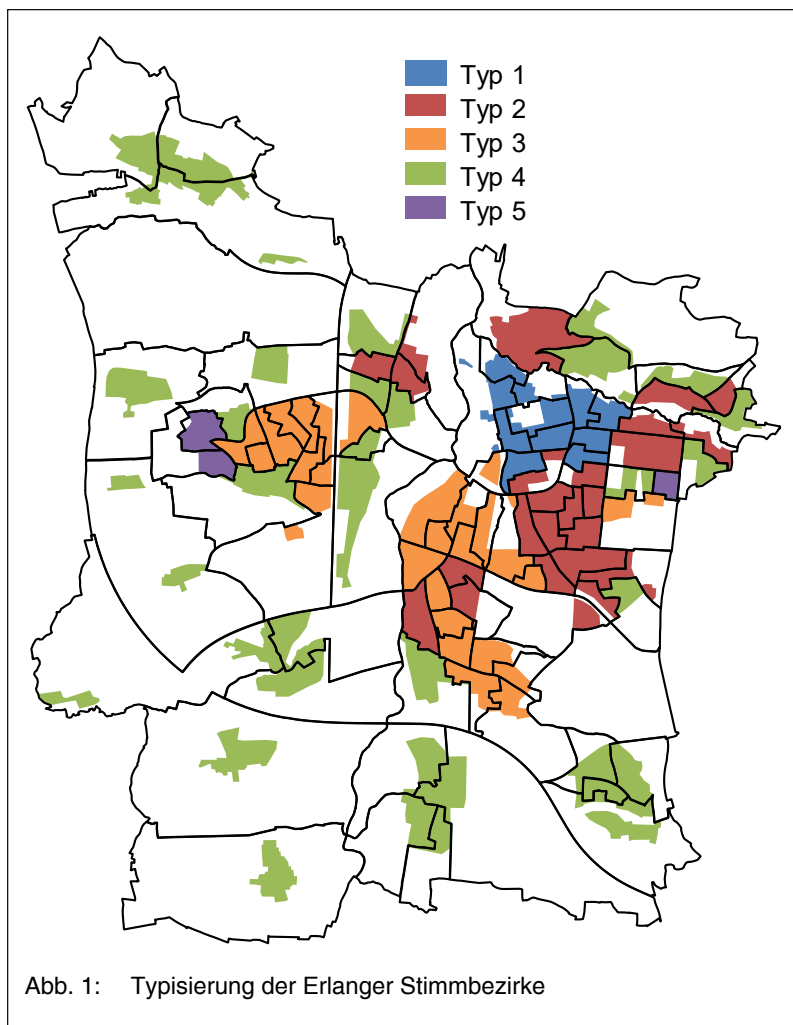 Typ 1
Typ 2
Typ 3
Typ 4
Typ 5
Abb. 1: Typisierung der Erlanger Stimmbezirke